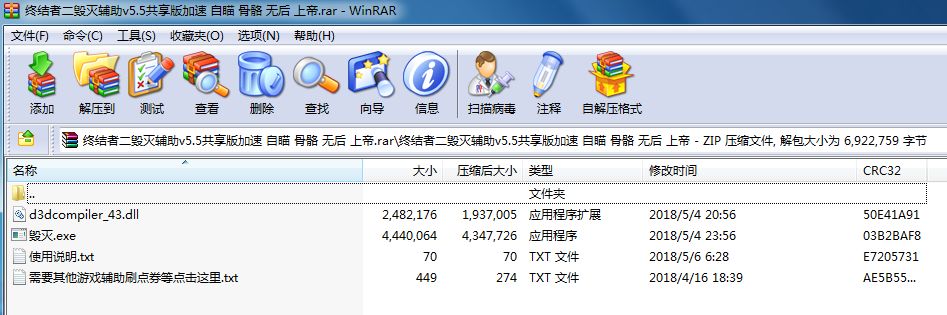 终结者二毁灭辅助v5.5共享版加速 自瞄 骨骼 无后 上帝.rar - WinRAR
文件(F) 命令(C) 工具(S) 收藏夹(O) 选项(N) 帮助(H)
添加 解压到 测试 查看 删除 查找 向导 信息 扫描病毒 注释 自解压格式
终结者二毁灭辅助v5.5共享版加速 自瞄 骨骼 无后 上帝.rar\终结者二毁灭辅助v5.5共享版加速 自瞄 骨骼 无后 上帝 - ZIP 压缩文件, 解包大小为 6,922,759 字节
名称 大小 压缩后大小 类型 修改时间 CRC32
.. 文件夹
d3dcompiler_43.dll 2,482,176 1,937,005 应用程序扩展 2018/5/4 20:56 50E41A91
毁灭.exe 4,440,064 4,347,726 应用程序 2018/5/4 23:56 03B2BAF8
使用说明.txt 70 70 TXT 文件 2018/5/6 6:28 E7205731
需要其他游戏辅助刷点券等点击这里.txt 449 274 TXT 文件 2018/4/16 18:39 AE5B55...